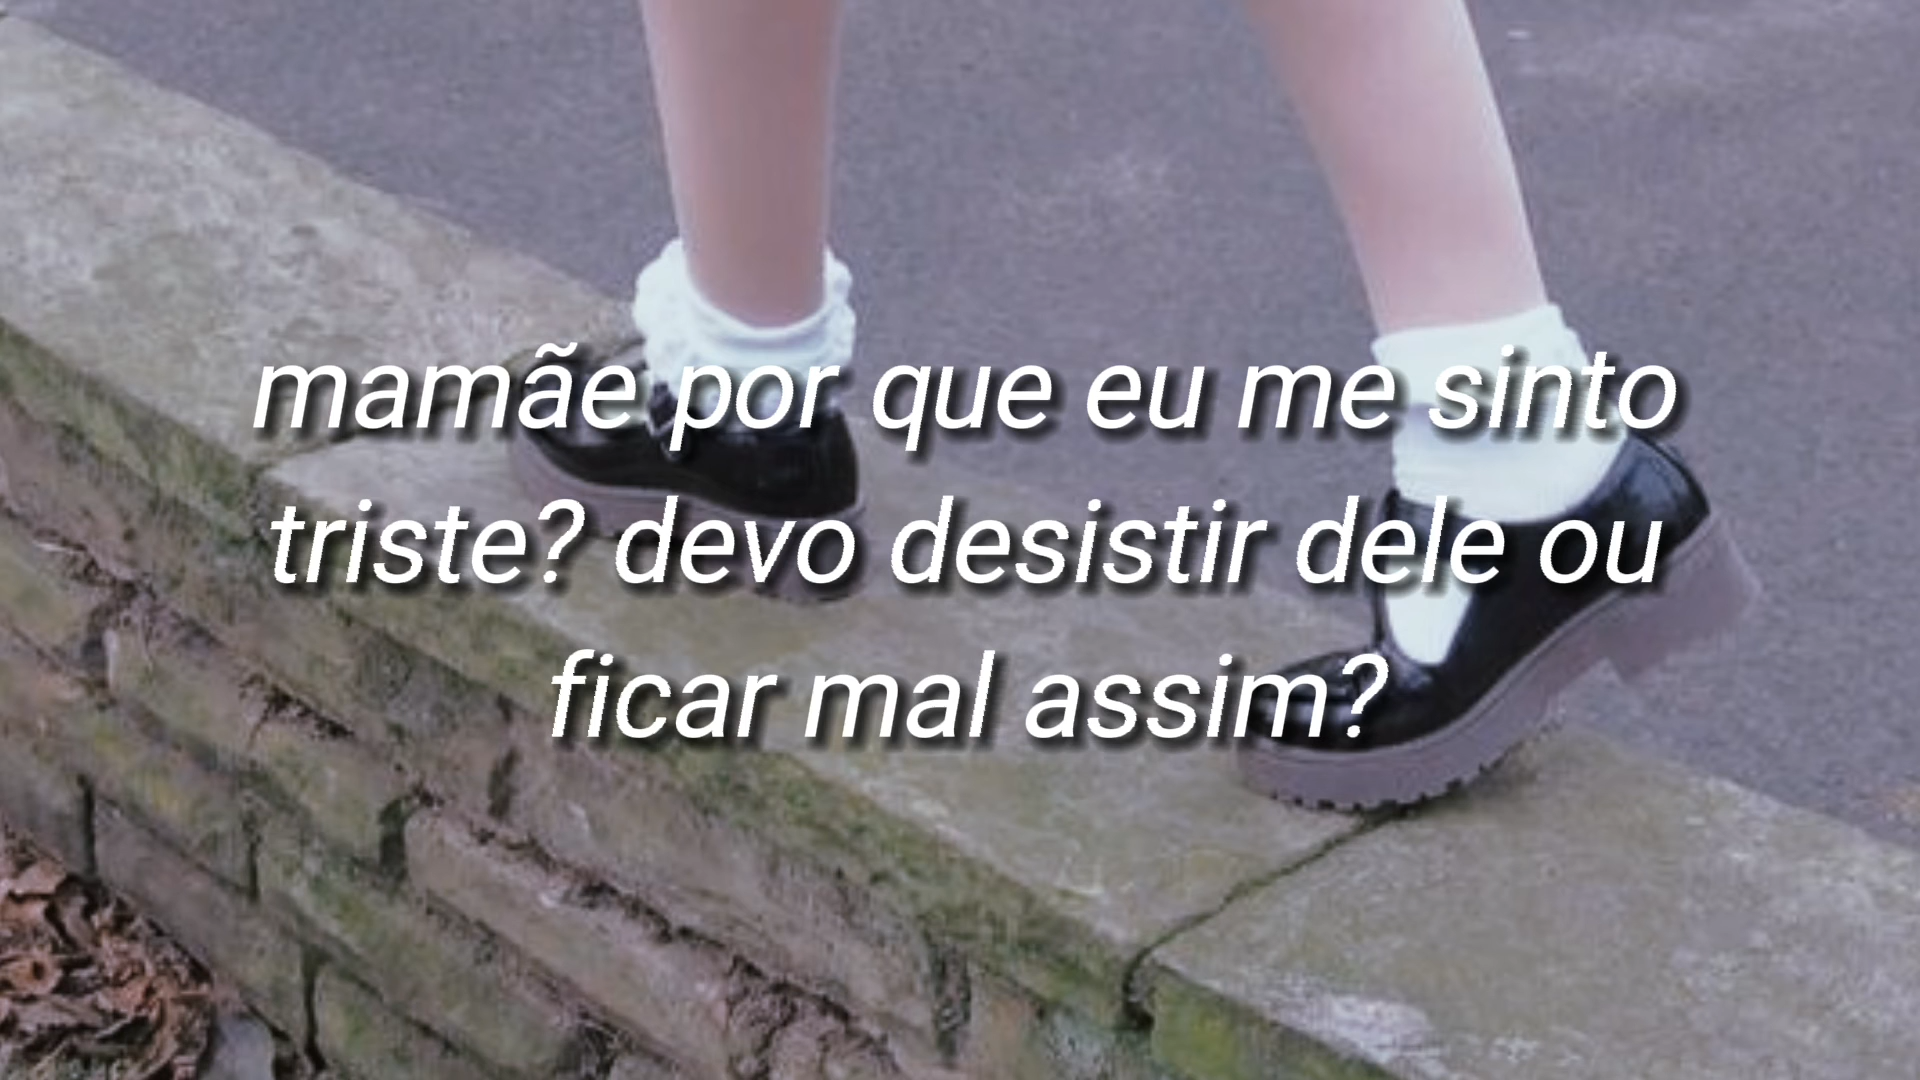 mamãe por que eu me sinto
triste? devo desistir dele ou
ficar mal assim?